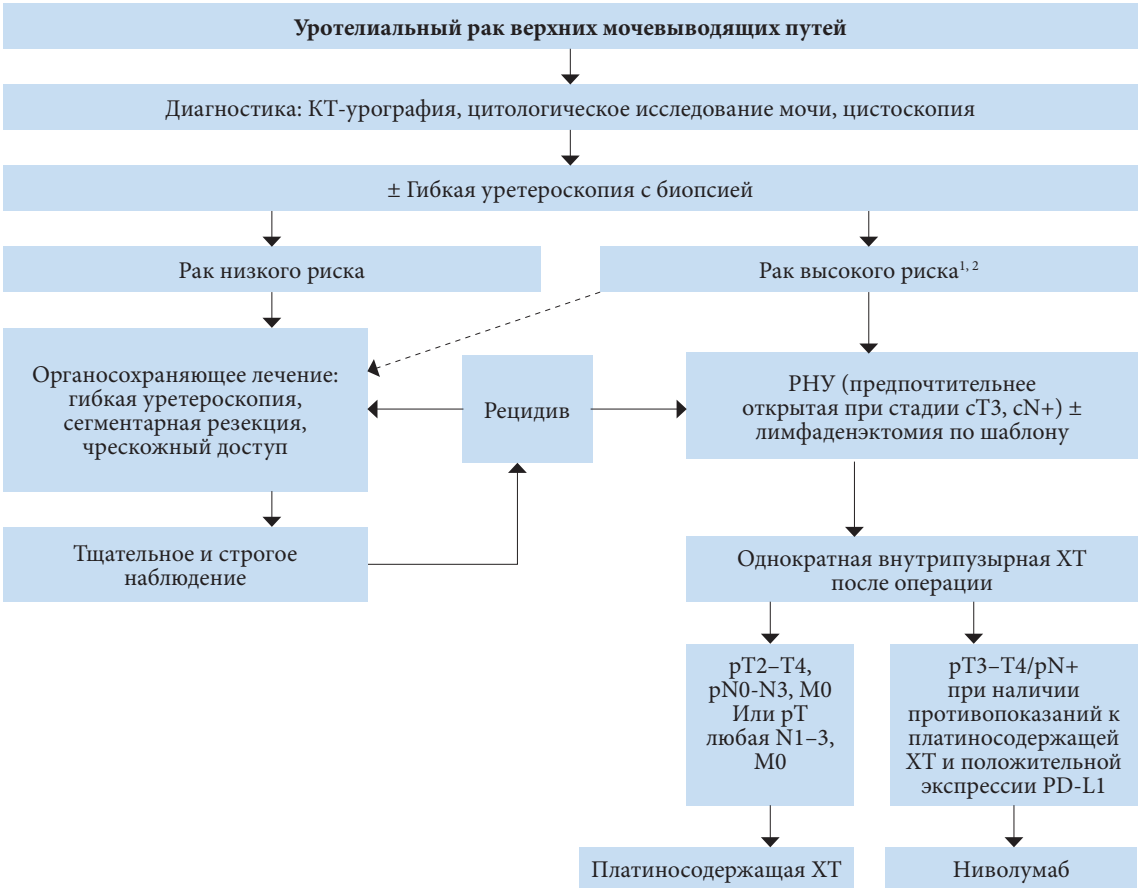 Уротелиальный рак верхних мочевыводящих путей
Диагностика: КТ-урография, цитологическое исследование мочи, цистоскопия
± Гибкая уретероскопия с биопсией
Рак низкого риска
Рак высокого риска1, 2
Органосохраняющее лечение:
гибкая уретероскопия,
сегментарная резекция,
чрескожный доступ
Рецидив
РНУ (предпочтительнее
открытая при стадии cT3, cN+) ±
лимфаденэктомия по шаблону
Тщательное и строгое
наблюдение
Однократная внутрипузырная ХТ
после операции
pT2–T4,
pN0-N3, M0
Или pT
любая N1–3,
M0
pT3–T4/pN+
при наличии
противопоказаний к
платиносодержащей
ХТ и положительной
экспрессии PD-L1
Платиносодержащая ХТ
Ниволумаб